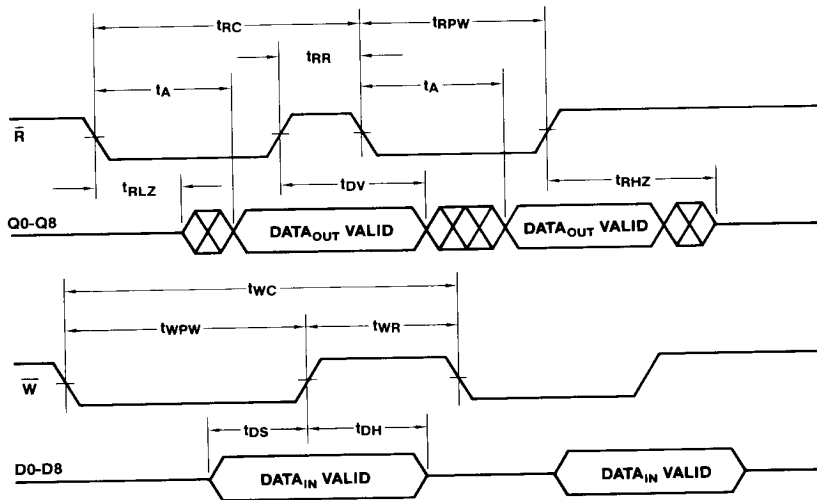 tRC tRPW
tRR
tA tA
R̅
tRLZ tDV tRHZ
Q0-Q8
DATAOUT VALID DATAOUT VALID
tWC
tWPW tWR
W̅
tDS tDH
D0-D8
DATAIN VALID DATAIN VALID